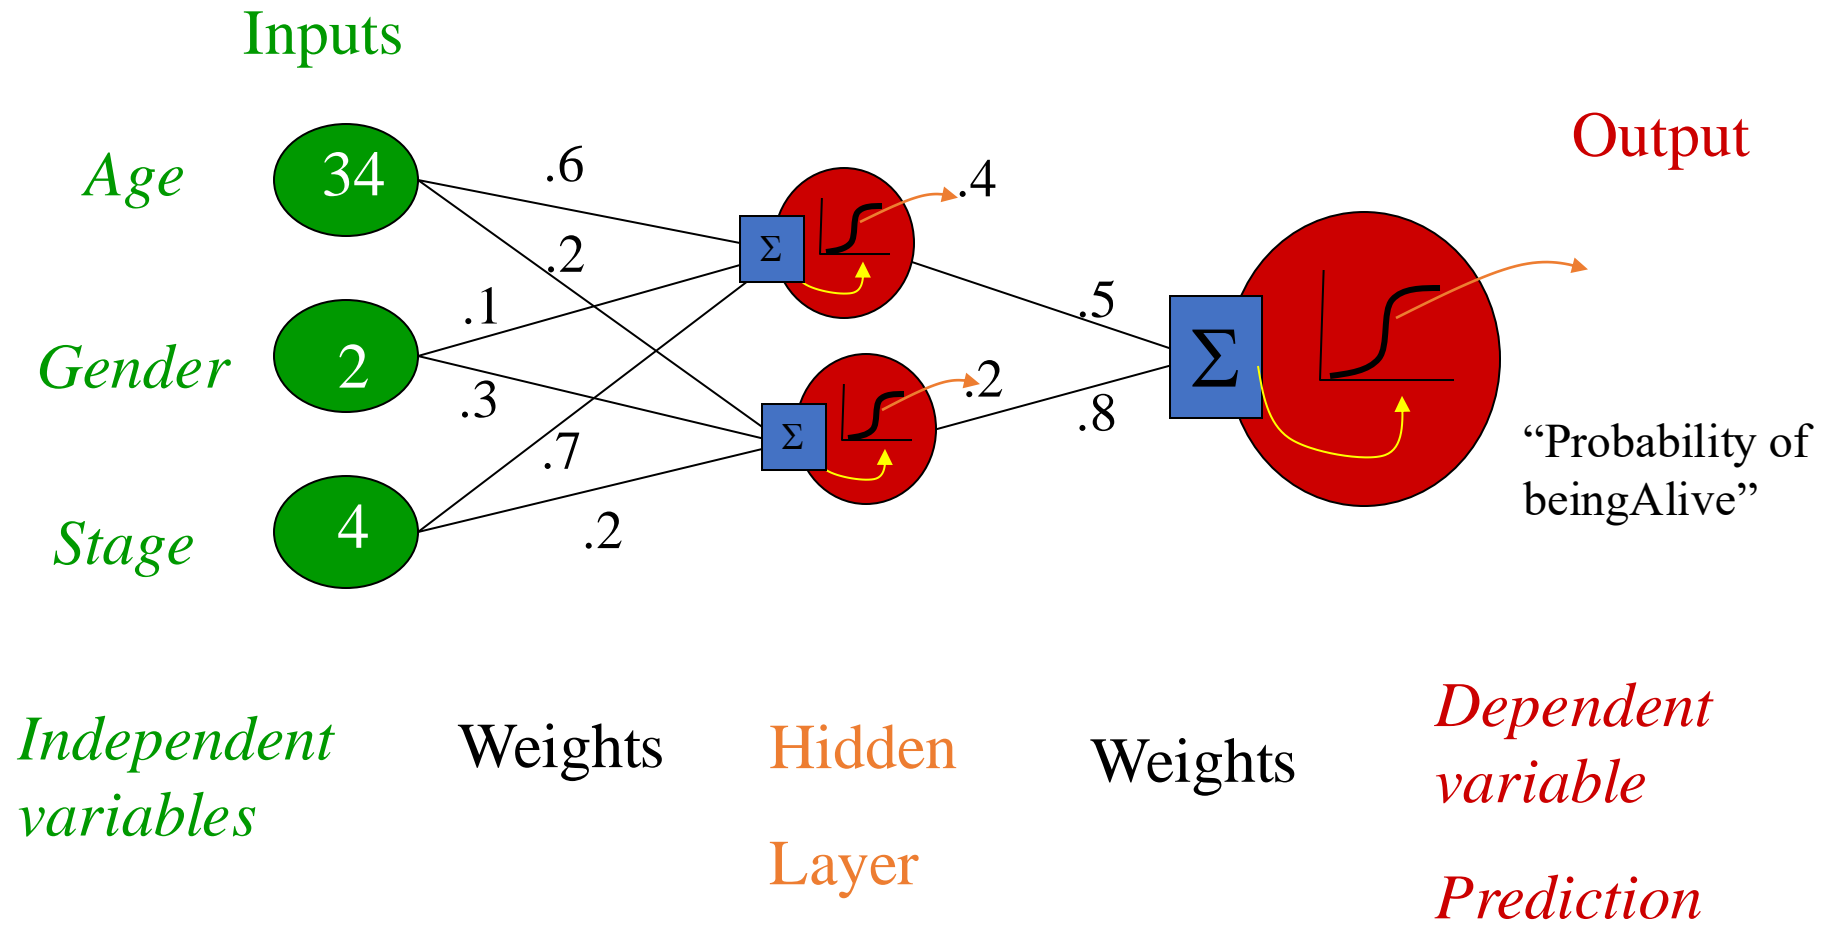 Inputs
Output
Age
34
.6
.4
.2
Σ
Gender
2
.1
.3
.5
Σ
.2
.8
Σ
.7
Stage
4
.2
“Probability of
beingAlive”
Independent
variables
Weights
Hidden
Layer
Weights
Dependent
variable
Prediction